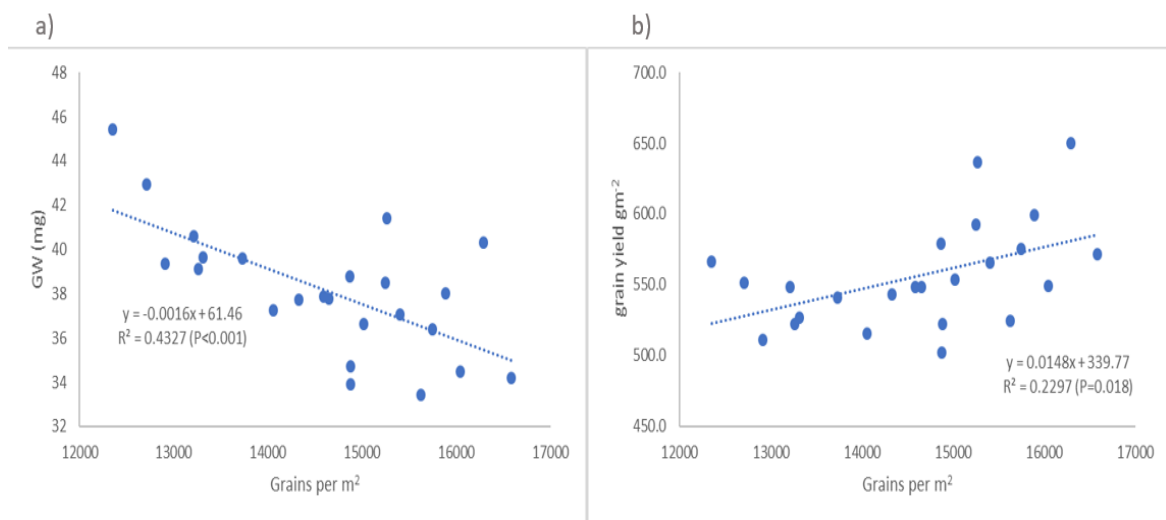 a)
48
46
44
42
40
38
36
34
32
GW (mg)
y = -0.0016x + 61.46
R² = 0.4327 (P<0.001)
12000 13000 14000 15000 16000 17000
Grains per m²
b)
700.0
650.0
600.0
550.0
500.0
450.0
grain yield gm⁻²
y = 0.0148x + 339.77
R² = 0.2297 (P=0.018)
12000 13000 14000 15000 16000 17000
Grains per m²